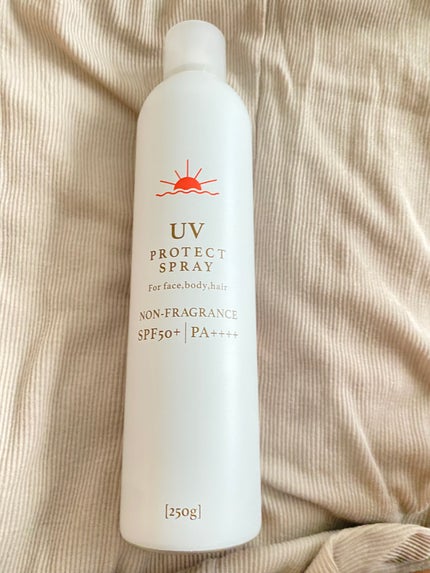 UV
PROTECT
SPRAY
For face,body,hair
NON-FRAGRANCE
SPF50+|PA++++
[250g]